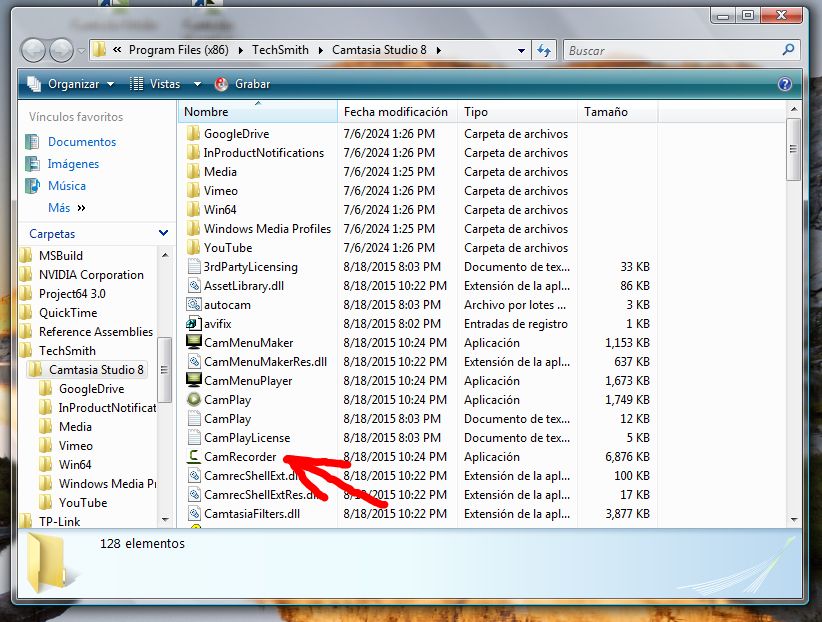 « Program Files (x86) TechSmith Camtasia Studio 8
Buscar
Organizar Vistas Grabar
Vínculos favoritos
Documentos
Imágenes
Música
Más »
Carpetas
MSBuild
NVIDIA Corporation
Project64 3.0
QuickTime
Reference Assemblies
TechSmith
Camtasia Studio 8
GoogleDrive
InProductNotificat
Media
Vimeo
Win64
Windows Media Pr
YouTube
TP-Link
Nombre Fecha modificación Tipo Tamaño
GoogleDrive 7/6/2024 1:26 PM Carpeta de archivos
InProductNotifications 7/6/2024 1:26 PM Carpeta de archivos
Media 7/6/2024 1:25 PM Carpeta de archivos
Vimeo 7/6/2024 1:26 PM Carpeta de archivos
Win64 7/6/2024 1:26 PM Carpeta de archivos
Windows Media Profiles 7/6/2024 1:25 PM Carpeta de archivos
YouTube 7/6/2024 1:26 PM Carpeta de archivos
3rdPartyLicensing 8/18/2015 8:03 PM Documento de tex... 33 KB
AssetLibrary.dll 8/18/2015 10:22 PM Extensión de la apl... 86 KB
autocam 8/18/2015 8:03 PM Archivo por lotes ... 3 KB
avifix 8/18/2015 8:02 PM Entradas de registro 1 KB
CamMenuMaker 8/18/2015 10:24 PM Aplicación 1,153 KB
CamMenuMakerRes.dll 8/18/2015 10:22 PM Extensión de la apl... 637 KB
CamMenuPlayer 8/18/2015 10:24 PM Aplicación 1,673 KB
CamPlay 8/18/2015 10:24 PM Aplicación 1,749 KB
CamPlay 8/18/2015 8:03 PM Documento de tex... 12 KB
CamPlayLicense 8/18/2015 8:03 PM Documento de tex... 5 KB
CamRecorder 8/18/2015 10:24 PM Aplicación 6,876 KB
CamrecShellExt.dll 8/18/2015 10:22 PM Extensión de la apl... 100 KB
CamrecShellExtRes.dll 8/18/2015 10:22 PM Extensión de la apl... 17 KB
CamtasiaFilters.dll 8/18/2015 10:22 PM Extensión de la apl... 3,877 KB
128 elementos